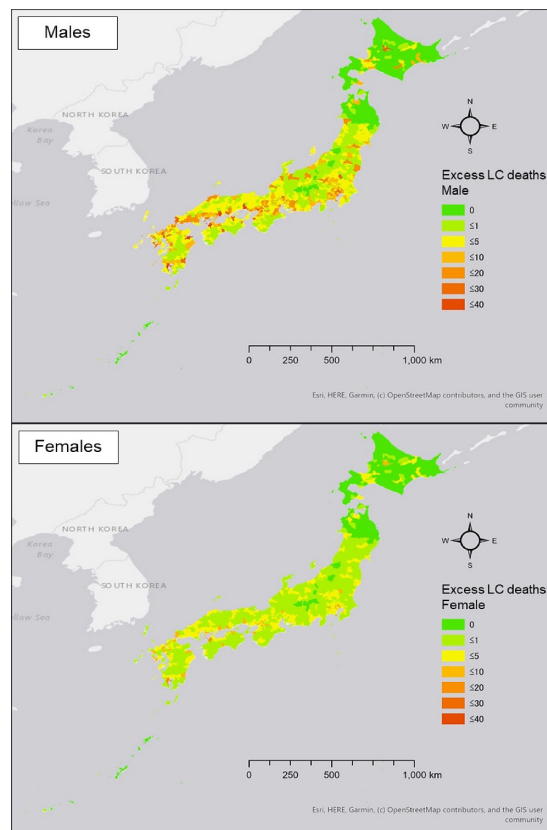 Males
NORTH KOREA
Korea
Bay
SOUTH KOREA
llow Sea
N
W E
S
Excess LC deaths
Male
0
≤1
≤5
≤10
≤20
≤30
≤40
0 250 500 1,000 km
Esri, HERE, Garmin, (c) OpenStreetMap contributors, and the GIS user
community
Females
NORTH KOREA
Korea
Bay
SOUTH KOREA
llow Sea
N
W E
S
Excess LC deaths
Female
0
≤1
≤5
≤10
≤20
≤30
≤40
0 250 500 1,000 km
Esri, HERE, Garmin, (c) OpenStreetMap contributors, and the GIS user
community